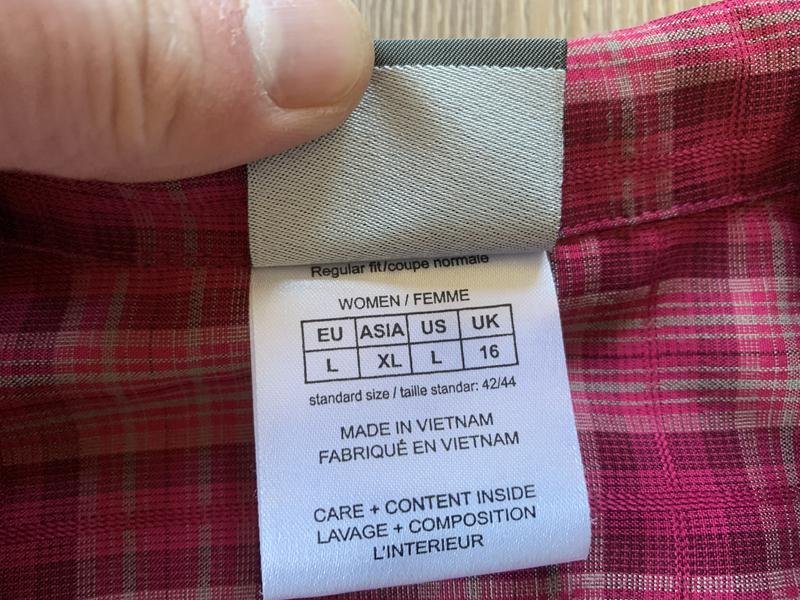 Regular fit/coupe normale
WOMEN / FEMME
EU ASIA US UK
L XL L 16
standard size / taille standar: 42/44
MADE IN VIETNAM
FABRIQUÉ EN VIETNAM
CARE + CONTENT INSIDE
LAVAGE + COMPOSITION
L'INTERIEUR